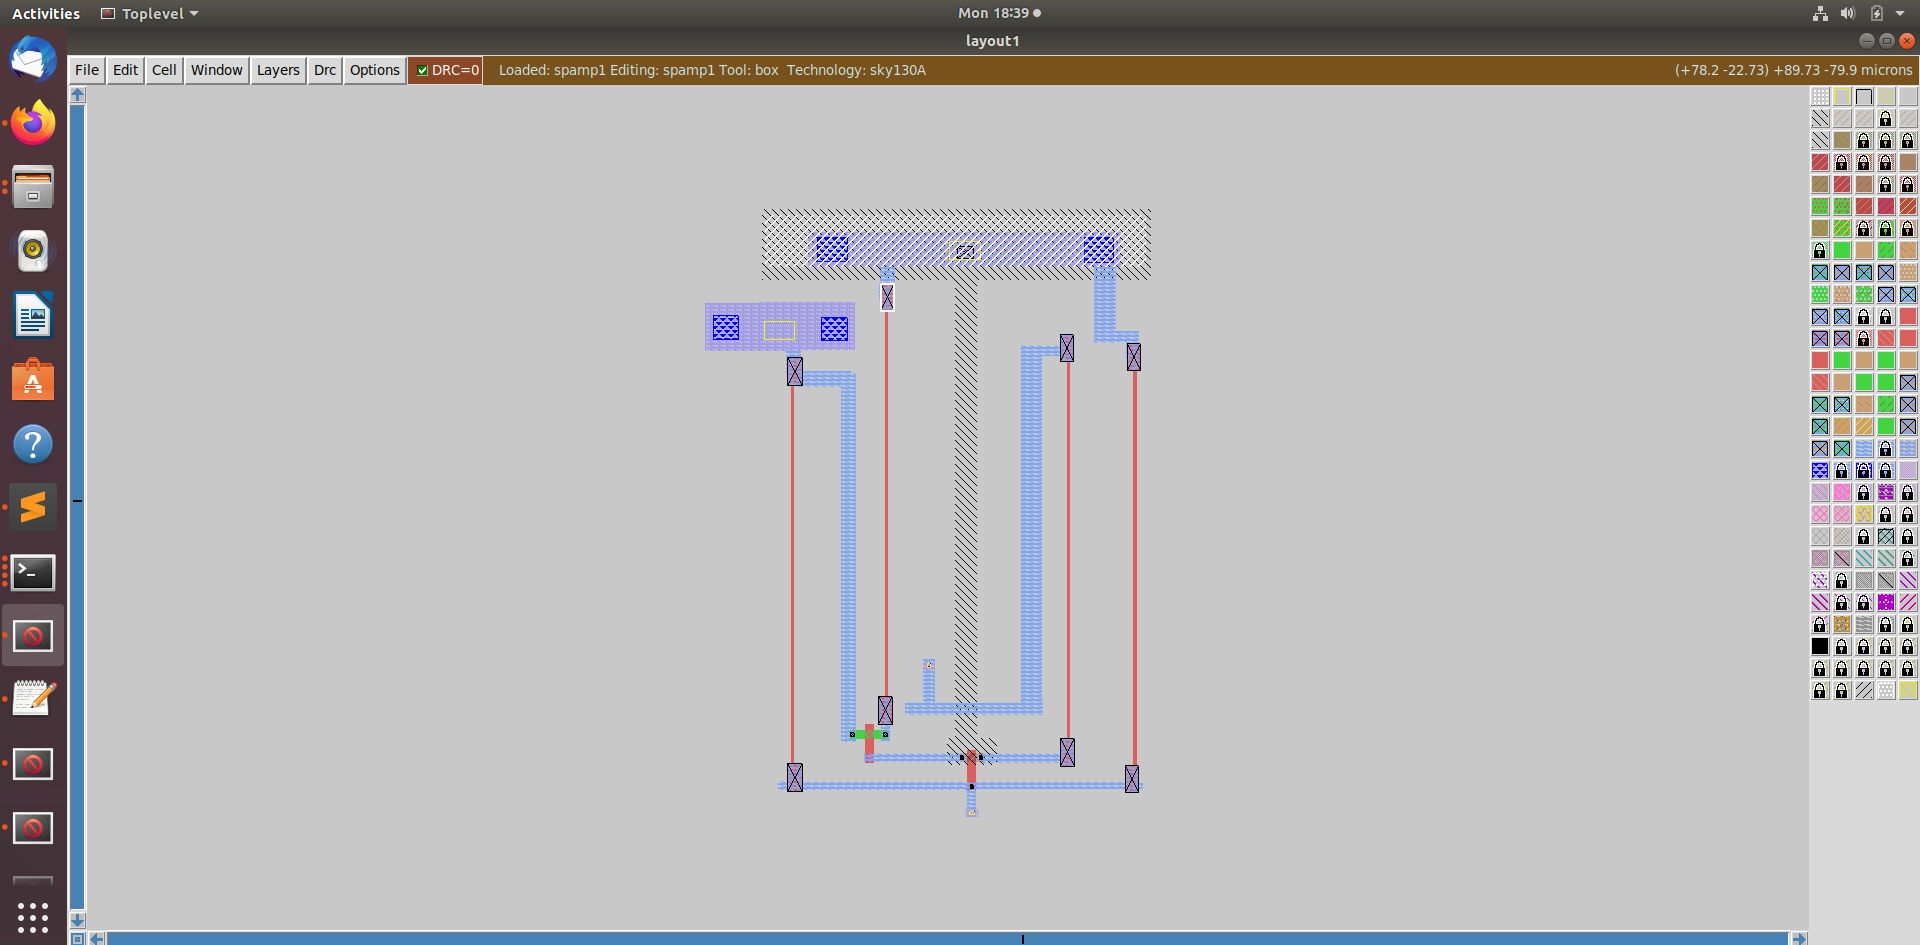 Activities Toplevel Mon 18:39
layout1
File Edit Cell Window Layers Drc Options DRC=0 Loaded: spamp1 Editing: spamp1 Tool: box Technology: sky130A (+78.2 -22.73) +89.73 -79.9 microns